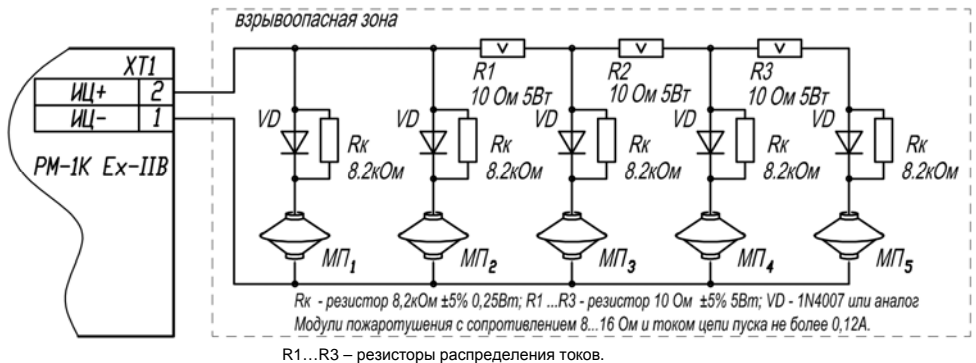 взрывоопасная зона
XT1
ИЦ+ 2
ИЦ- 1
РМ-1К Ex-IIB
R1
10 Ом 5Вт
R2
10 Ом 5Вт
R3
10 Ом 5Вт
VD
Rк
8.2кОм
VD
Rк
8.2кОм
VD
Rк
8.2кОм
VD
Rк
8.2кОм
VD
Rк
8.2кОм
МП1
МП2
МП3
МП4
МП5
Rк - резистор 8,2кОм ±5% 0,25Вт; R1 ...R3 - резистор 10 Ом ±5% 5Вт; VD - 1N4007 или аналог
Модули пожаротушения с сопротивлением 8...16 Ом и током цепи пуска не более 0,12А.
R1…R3 – резисторы распределения токов.